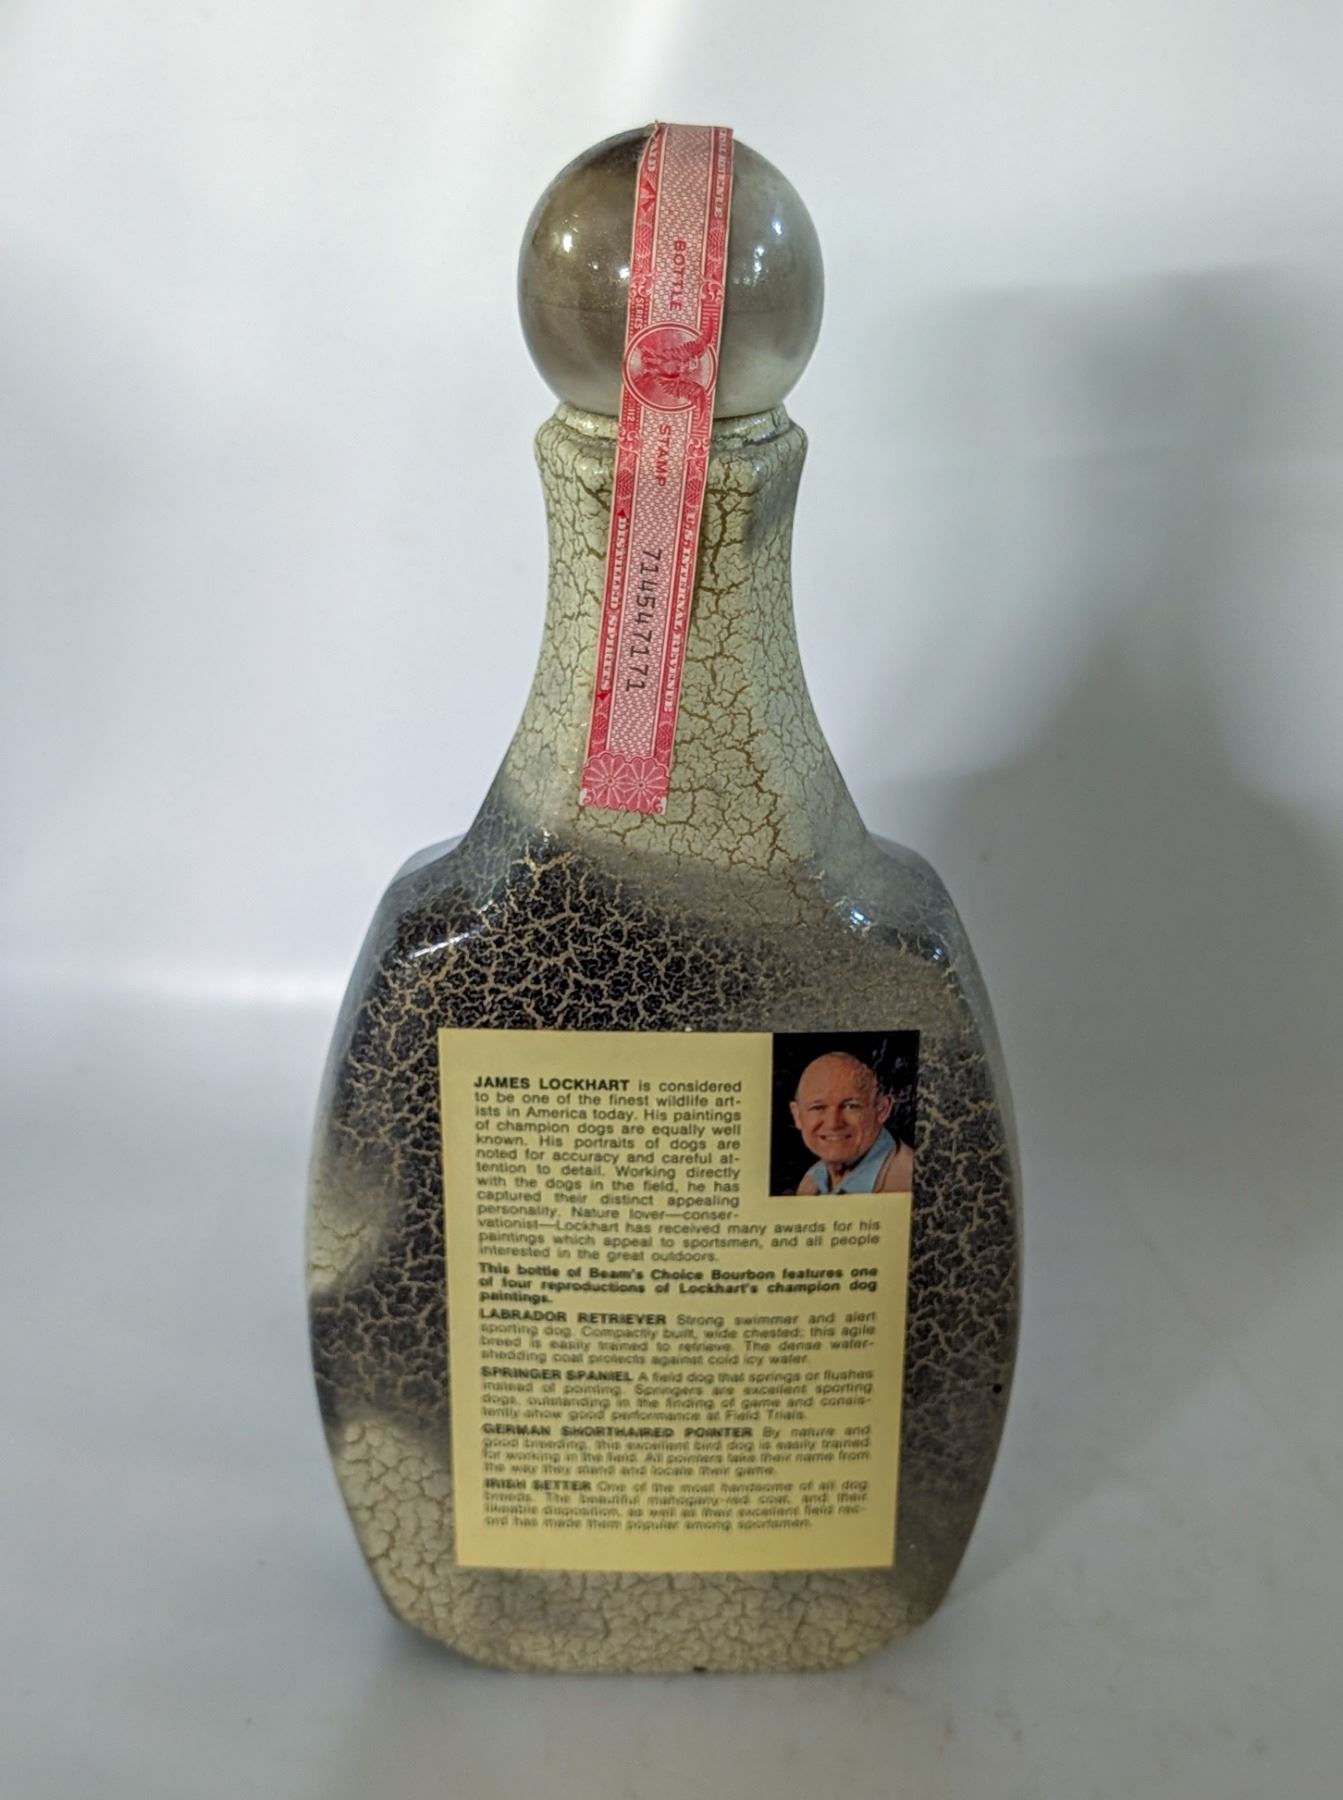 BOTTLE
SERIES
112
STAMP
U.S. INTERNAL REVENUE
DISTILLED SPIRITS
714547171
JAMES LOCKHART is considered
to be one of the finest wildlife art-
ists in America today. His paintings
of champion dogs are equally well
known. His portraits of dogs are
noted for accuracy and careful at-
tention to detail. Working directly
with the dogs in the field, he has
captured their distinct appealing
personality. Nature lover—conser-
vationist—Lockhart has received many awards for his
paintings which appeal to sportsmen, and all people
interested in the great outdoors.
This bottle of Beam's Choice Bourbon features one
of four reproductions of Lockhart's champion dog
paintings.
LABRADOR RETRIEVER Strong swimmer and alert
sporting dog. Compactly built, wide chested; this agile
breed is easily trained to retrieve. The dense water-
shedding coat protects against cold icy water.
SPRINGER SPANIEL A field dog that springs or flushes
instead of pointing. Springers are excellent sporting
dogs, outstanding in the finding of game and consis-
tently show good performance at Field Trials.
GERMAN SHORTHAIRED POINTER By nature and
good breeding, this excellent bird dog is easily trained
for working in the field. All pointers take their name from
the way they stand and locate their game.
IRISH SETTER One of the most handsome of all dog
breeds. The beautiful mahogany-red coat, and their
likeable disposition, as well as their excellent field rec-
ord has made them popular among sportsmen.